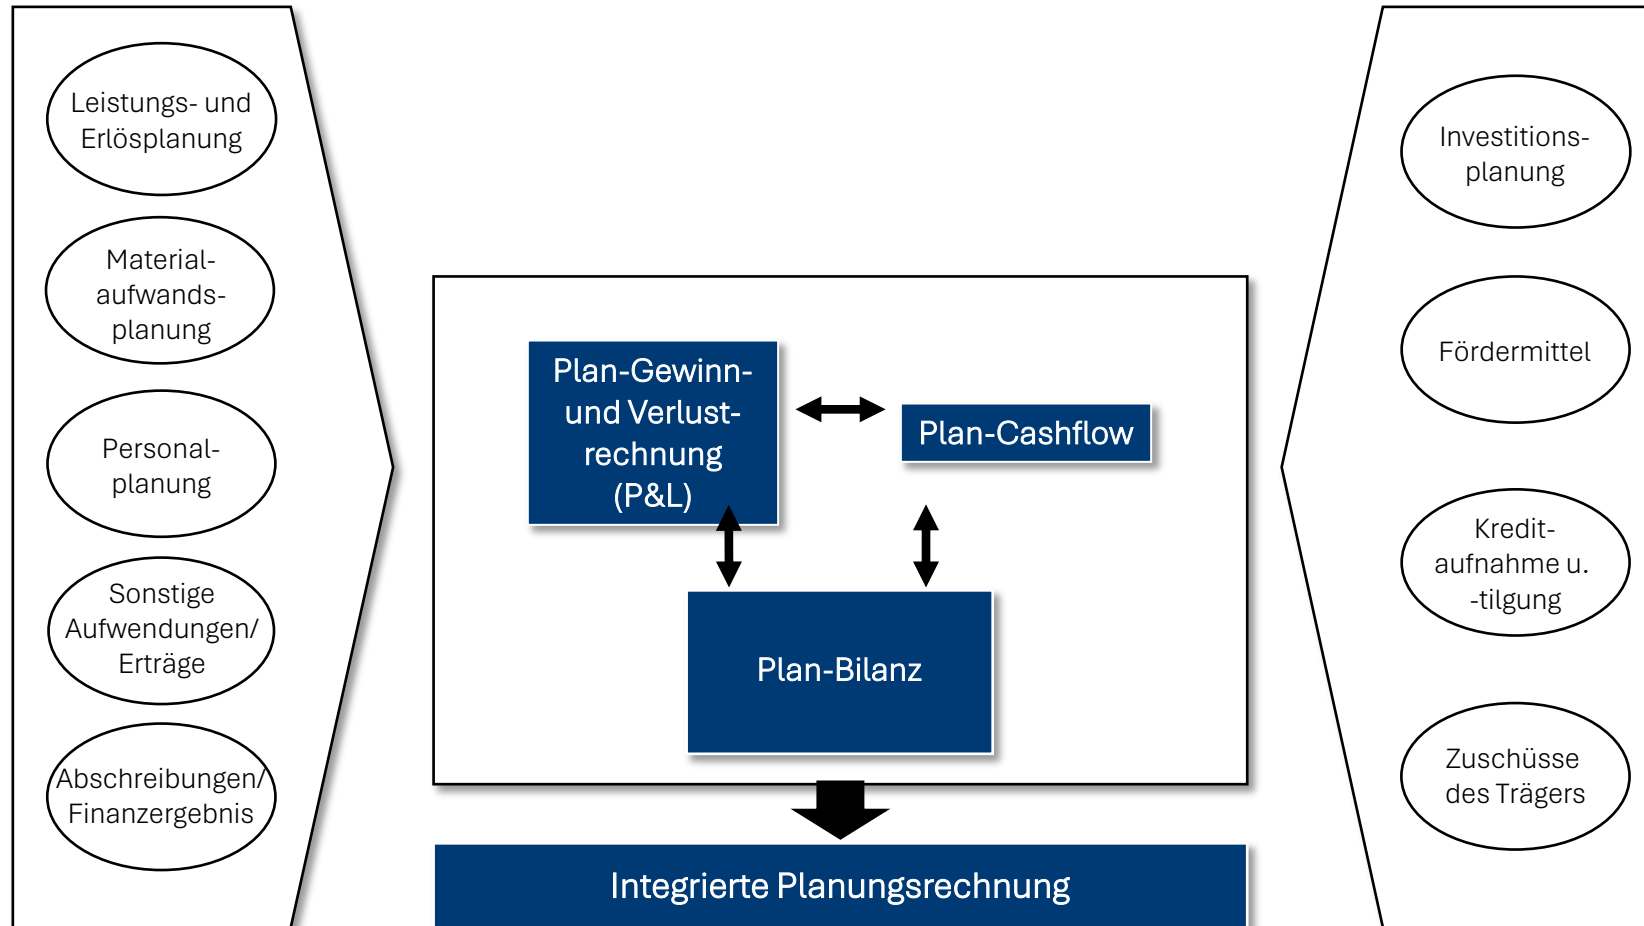 Leistungs- und
Erlösplanung
Material-
aufwands-
planung
Personal-
planung
Sonstige
Aufwendungen/
Erträge
Abschreibungen/
Finanzergebnis
Plan-Gewinn-
und Verlust-
rechnung
(P&L)
Plan-Cashflow
Plan-Bilanz
Integrierte Planungsrechnung
Investitions-
planung
Fördermittel
Kredit-
aufnahme u.
-tilgung
Zuschüsse
des Trägers